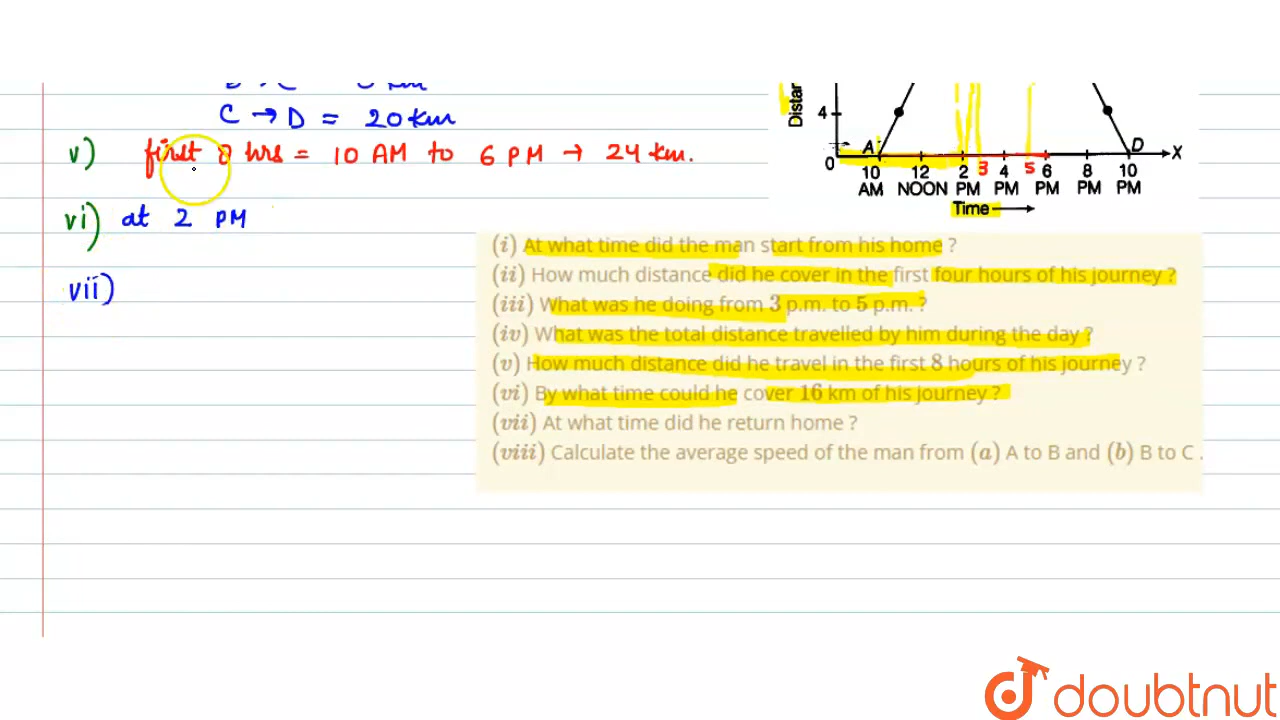 C → D = 20 km
v) first 8 hrs = 10 AM to 6 PM → 24 km.
vi) at 2 PM
vii)
Distan
4
0
A
D
X
3 5
10 12 2 4 6 8 10
AM NOON PM PM PM PM PM
Time
(i) At what time did the man start from his home ?
(ii) How much distance did he cover in the first four hours of his journey ?
(iii) What was he doing from 3 p.m. to 5 p.m. ?
(iv) What was the total distance travelled by him during the day ?
(v) How much distance did he travel in the first 8 hours of his journey ?
(vi) By what time could he cover 16 km of his journey ?
(vii) At what time did he return home ?
(viii) Calculate the average speed of the man from (a) A to B and (b) B to C .
doubtnut